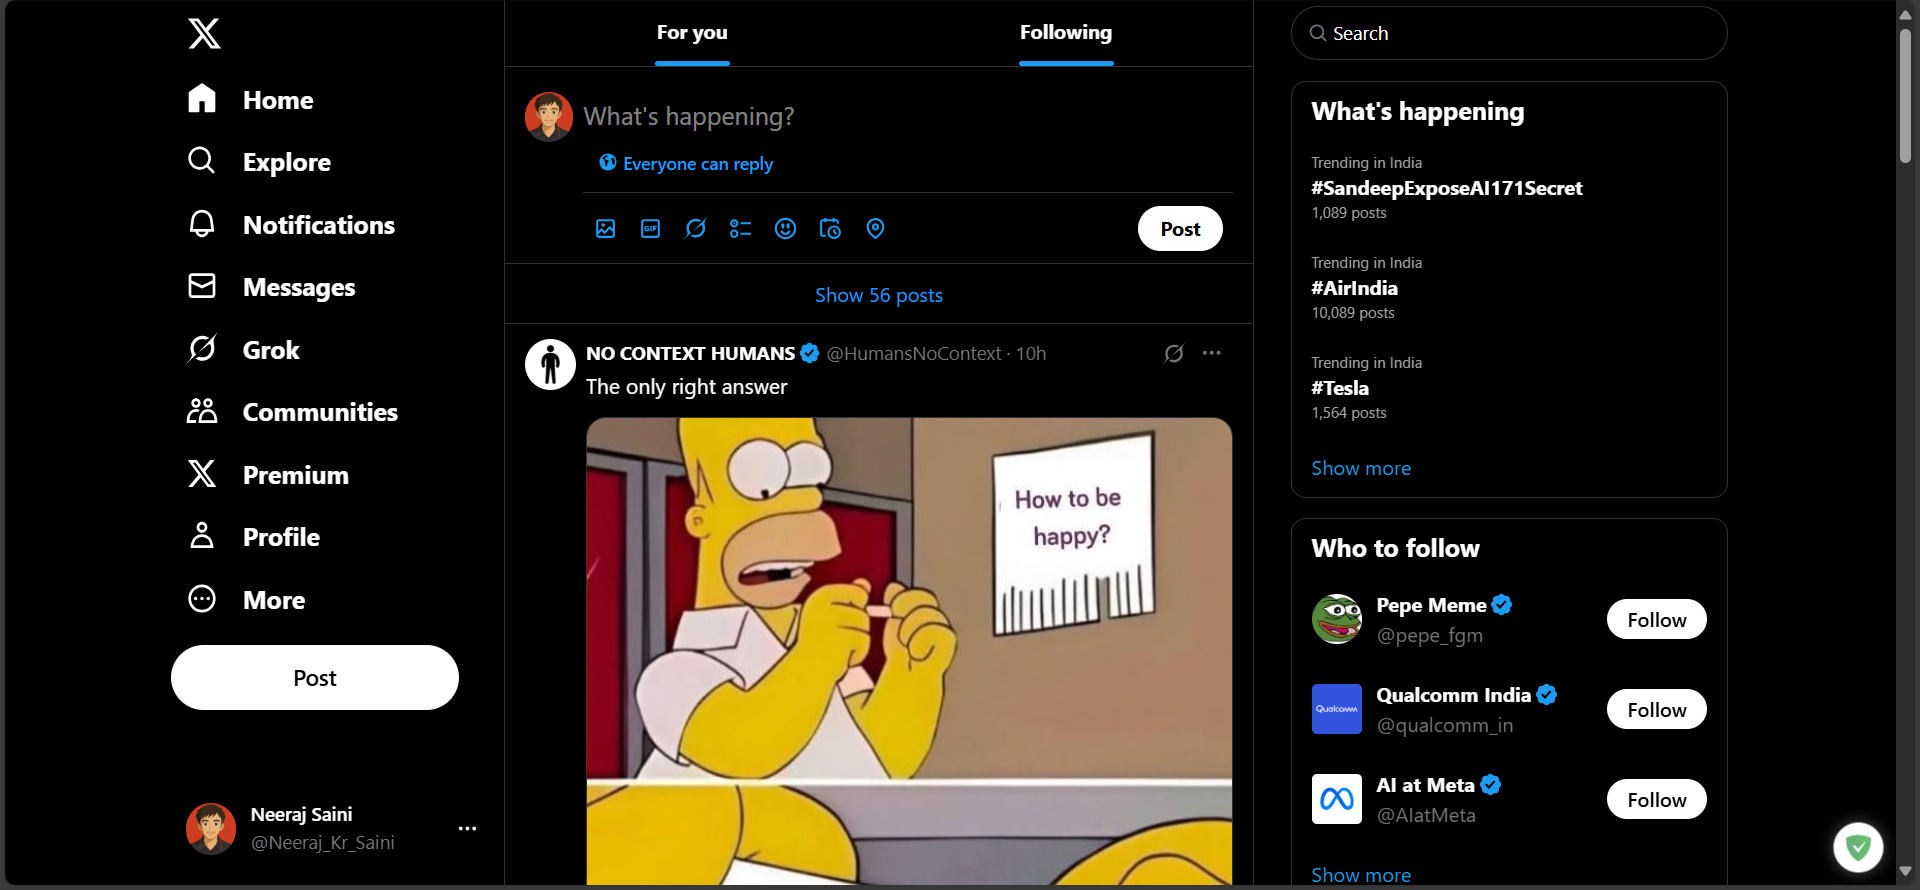 Home
Explore
Notifications
Messages
Grok
Communities
Premium
Profile
More
Post
Neeraj Saini
@Neeraj_Kr_Saini
For you
Following
What's happening?
Everyone can reply
GIF
Post
Show 56 posts
NO CONTEXT HUMANS @HumansNoContext · 10h
The only right answer
How to be
happy?
Search
What's happening
Trending in India
#SandeepExposeAI171Secret
1,089 posts
Trending in India
#AirIndia
10,089 posts
Trending in India
#Tesla
1,564 posts
Show more
Who to follow
Pepe Meme
@pepe_fgm
Follow
Qualcomm
Qualcomm India
@qualcomm_in
Follow
AI at Meta
@AIatMeta
Follow
Show more